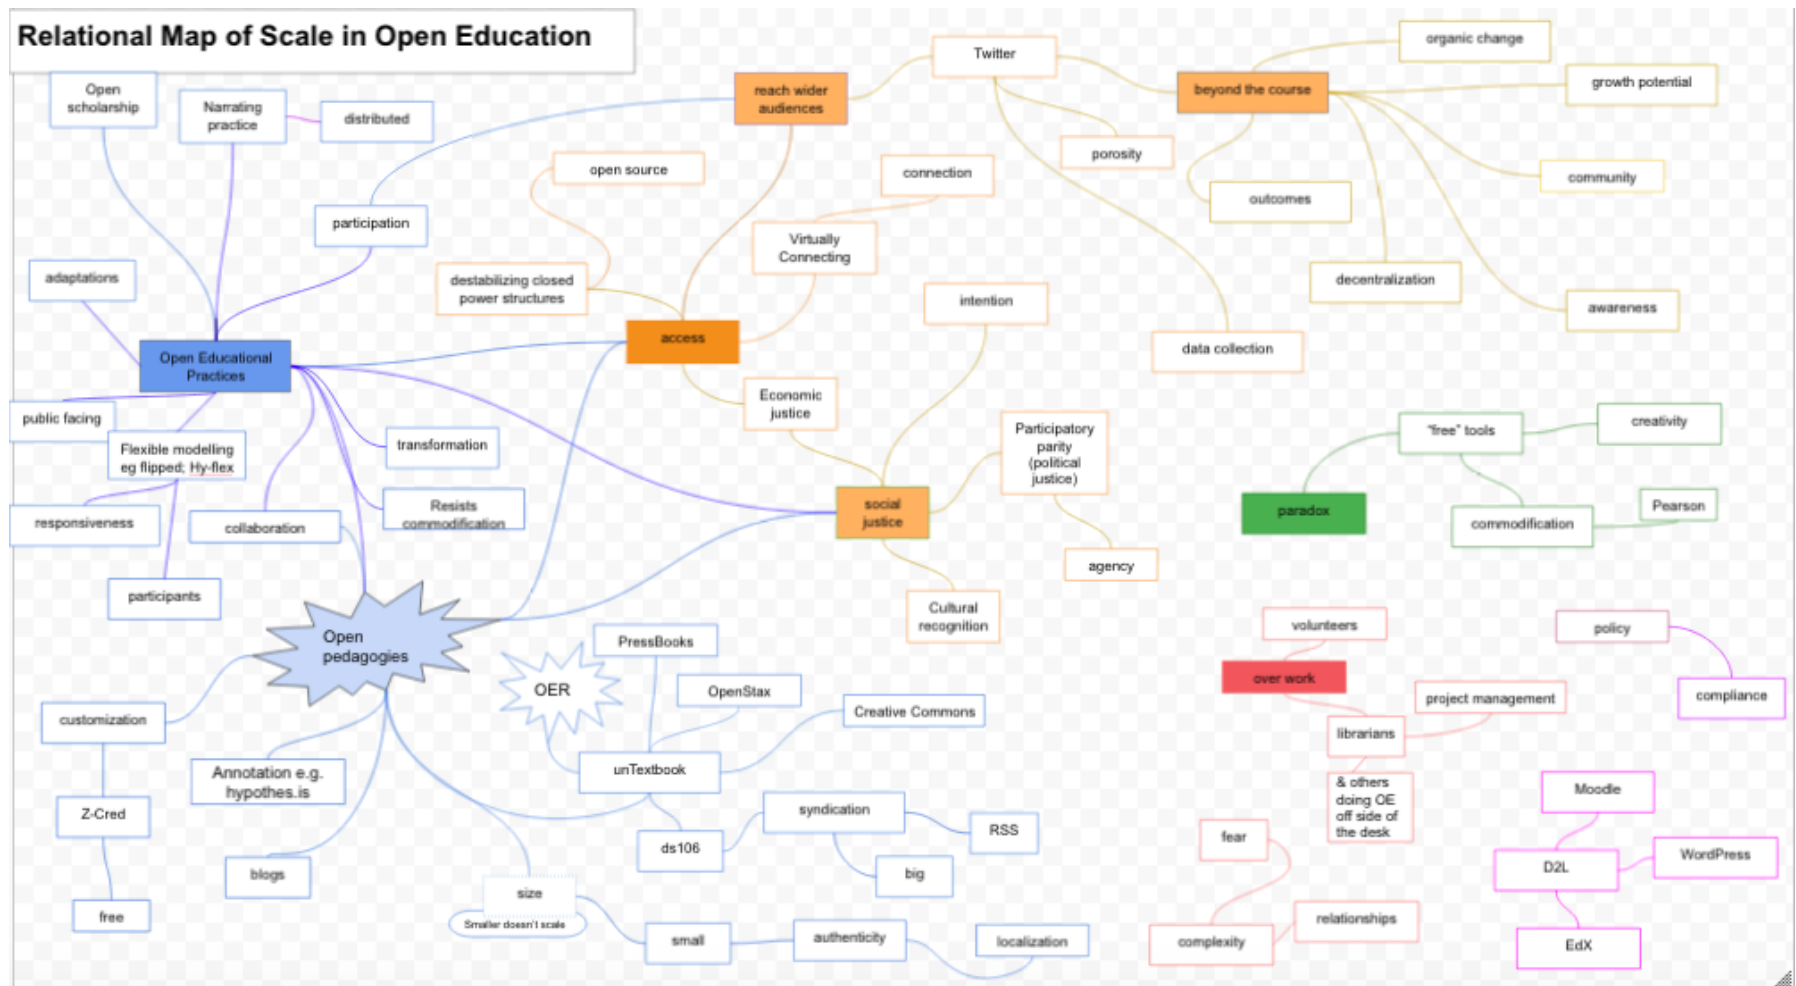 Relational Map of Scale in Open Education
Open
scholarship
Narrating
practice
distributed
reach wider
audiences
Twitter
beyond the course
organic change
growth potential
porosity
community
outcomes
decentralization
awareness
data collection
open source
connection
Virtually
Connecting
participation
destabilizing closed
power structures
intention
adaptations
access
Open Educational
Practices
Economic
justice
public facing
Flexible modelling
eg flipped; Hy-flex
transformation
Participatory
parity
(political
justice)
"free" tools
creativity
responsiveness
collaboration
Resists
commodification
social
justice
paradox
commodification
Pearson
agency
participants
Cultural
recognition
Open
pedagogies
PressBooks
OER
OpenStax
Creative Commons
unTextbook
volunteers
over work
project management
librarians
& others
doing OE
off side of
the desk
policy
compliance
customization
Annotation e.g.
hypothes.is
Z-Cred
blogs
free
syndication
RSS
ds106
big
size
Smaller doesn't scale
small
authenticity
localization
fear
complexity
relationships
Moodle
D2L
WordPress
EdX